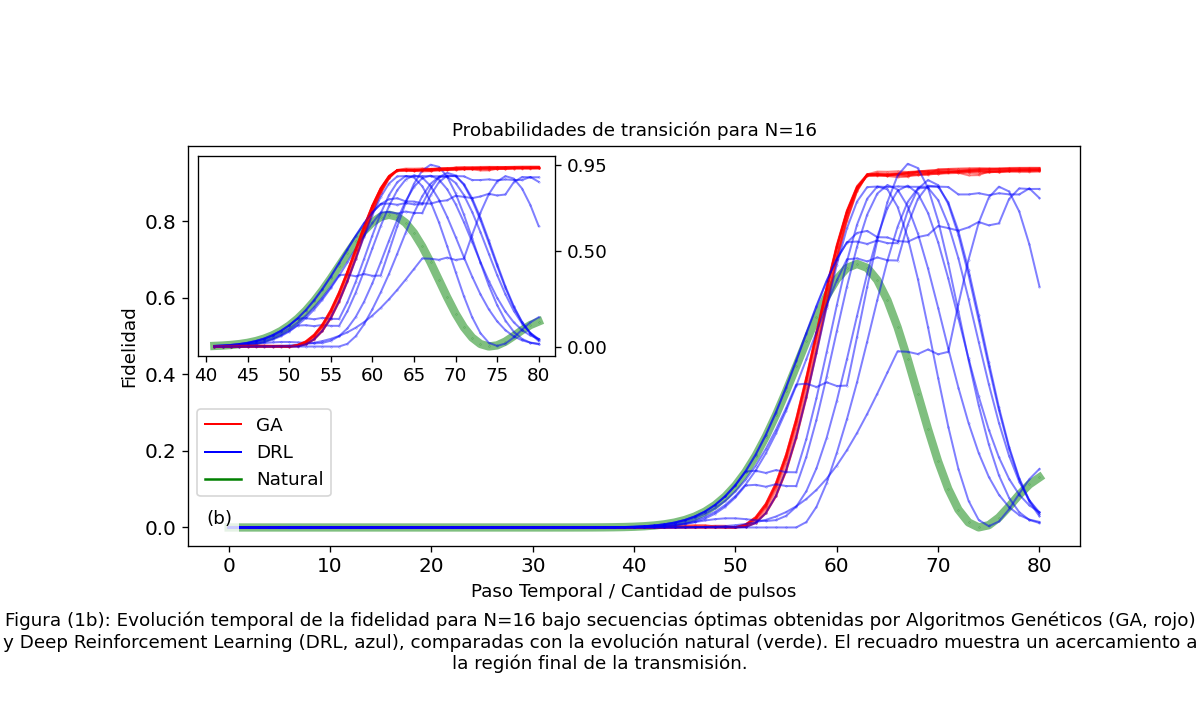 Probabilidades de transición para N=16
0.95
0.50
0.00
40 45 50 55 60 65 70 75 80
Fidelidad
0.8
0.6
0.4
0.2
0.0
GA
DRL
Natural
(b)
0 10 20 30 40 50 60 70 80
Paso Temporal / Cantidad de pulsos
Figura (1b): Evolución temporal de la fidelidad para N=16 bajo secuencias óptimas obtenidas por Algoritmos Genéticos (GA, rojo)
y Deep Reinforcement Learning (DRL, azul), comparadas con la evolución natural (verde). El recuadro muestra un acercamiento a
la región final de la transmisión.